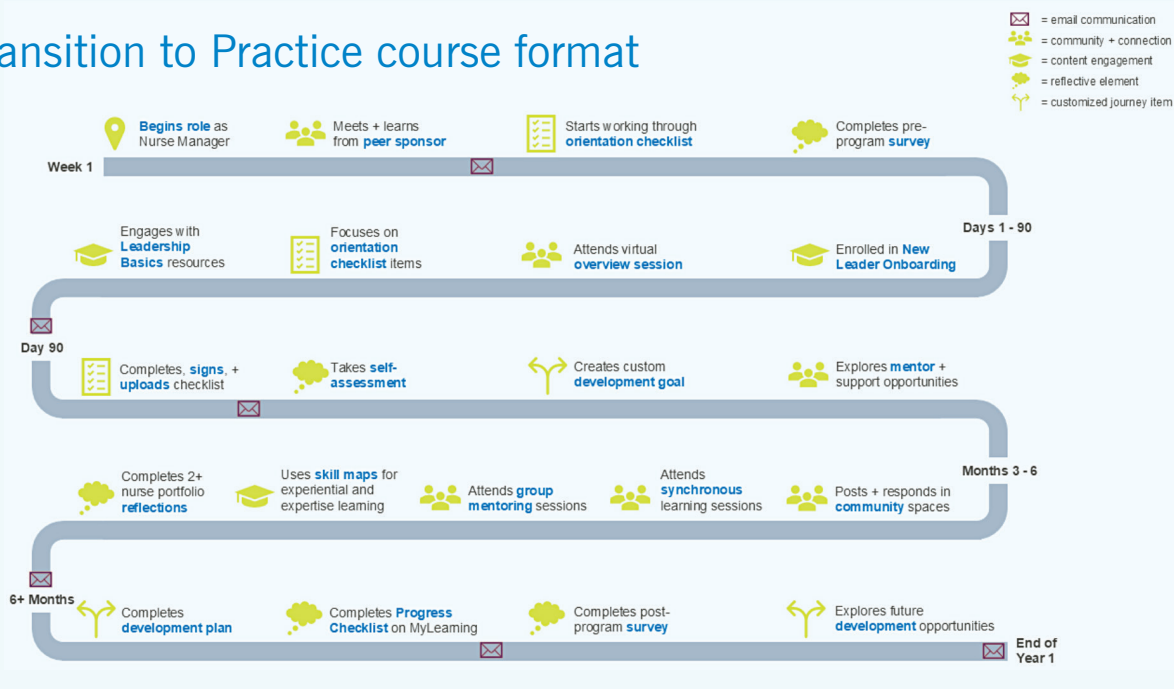 ansition to Practice course format
= email communication
= community + connection
= content engagement
= reflective element
= customized journey item
Week 1
Begins role as
Nurse Manager
Meets + learns
from peer sponsor
Starts working through
orientation checklist
Completes pre-
program survey
Days 1 - 90
Engages with
Leadership
Basics resources
Focuses on
orientation
checklist items
Attends virtual
overview session
Enrolled in New
Leader Onboarding
Day 90
Completes, signs, +
uploads checklist
Takes self-
assessment
Creates custom
development goal
Explores mentor +
support opportunities
Months 3 - 6
Completes 2+
nurse portfolio
reflections
Uses skill maps for
experiential and
expertise learning
Attends group
mentoring sessions
Attends
synchronous
learning sessions
Posts + responds in
community spaces
6+ Months
Completes
development plan
Completes Progress
Checklist on MyLearning
Completes post-
program survey
Explores future
development opportunities
End of
Year 1